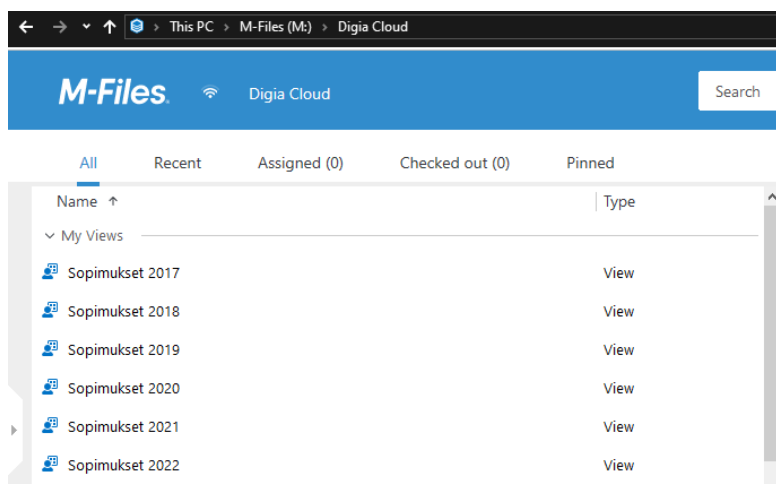 This PC > M-Files (M:) > Digia Cloud
M-Files. Digia Cloud Search
All Recent Assigned (0) Checked out (0) Pinned
Name Type
My Views
Sopimukset 2017 View
Sopimukset 2018 View
Sopimukset 2019 View
Sopimukset 2020 View
Sopimukset 2021 View
Sopimukset 2022 View